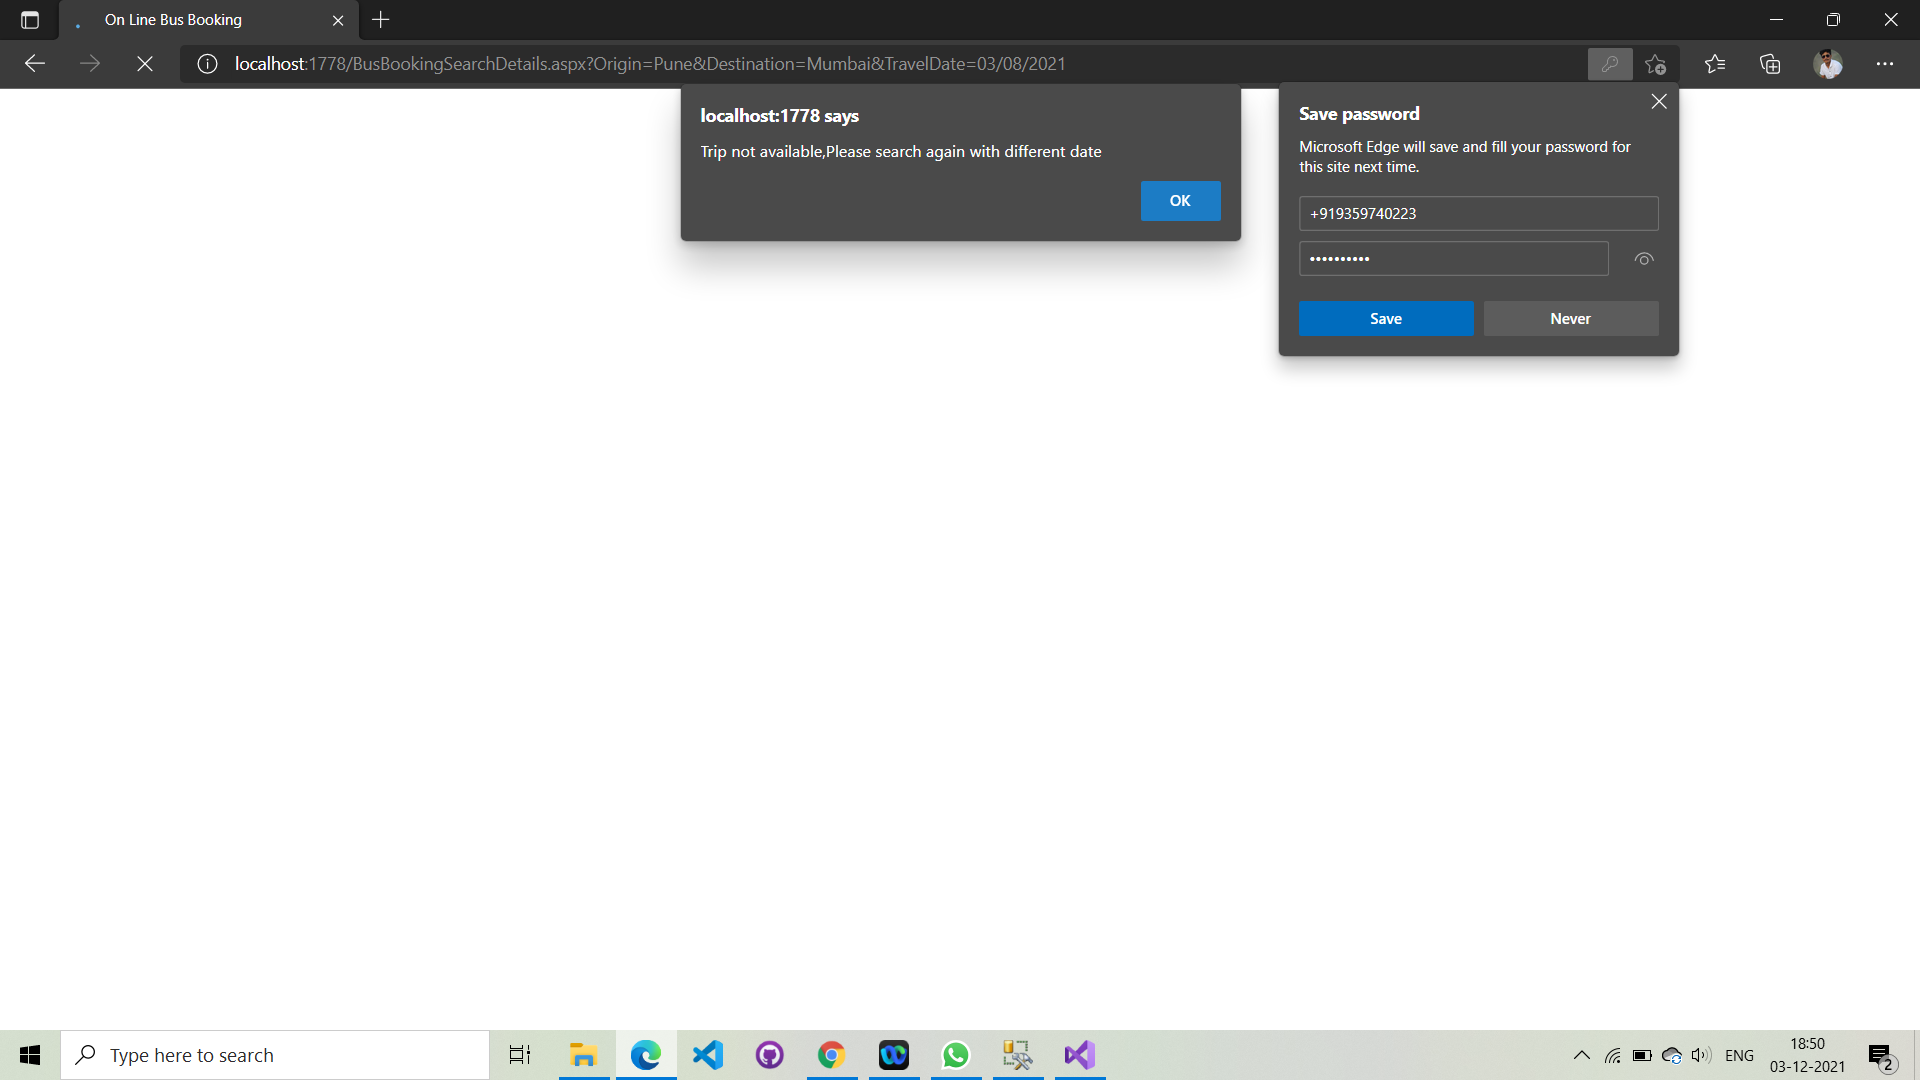 On Line Bus Booking
localhost:1778/BusBookingSearchDetails.aspx?Origin=Pune&Destination=Mumbai&TravelDate=03/08/2021
localhost:1778 says
Trip not available,Please search again with different date
OK
Save password
Microsoft Edge will save and fill your password for
this site next time.
+919359740223
••••••••••
Save
Never
Type here to search
ENG
18:50
03-12-2021
2